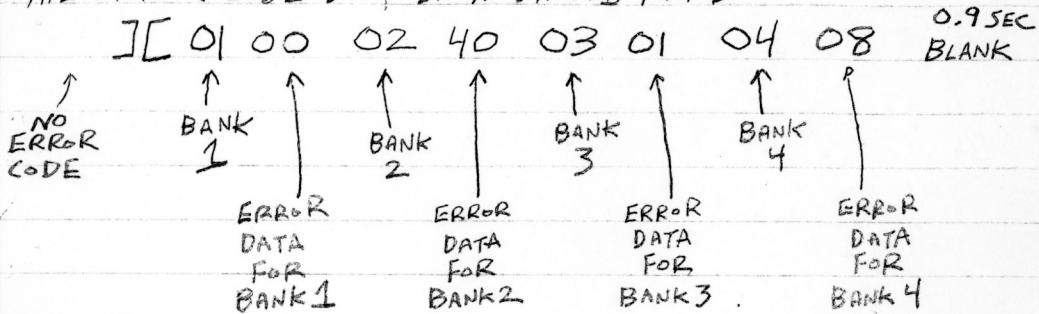 0.9 SEC
][ 01 00 02 40 03 01 04 08 BLANK
NO
ERROR
CODE
BANK
1
BANK
2
BANK
3
BANK
4
ERROR
DATA
FOR
BANK 1
ERROR
DATA
FOR
BANK 2
ERROR
DATA
FOR
BANK 3.
ERROR
DATA
FOR
BANK 4